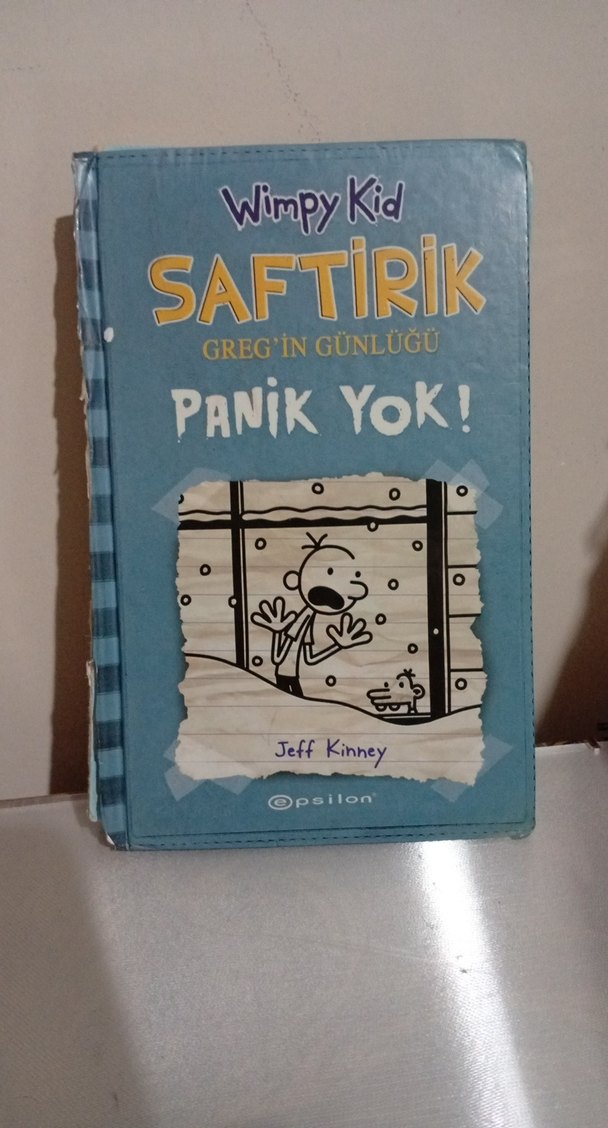 Wimpy Kid
SAFTİRİK
GREG'İN GÜNLÜĞÜ
PANİK YOK!
Jeff Kinney
epsilon